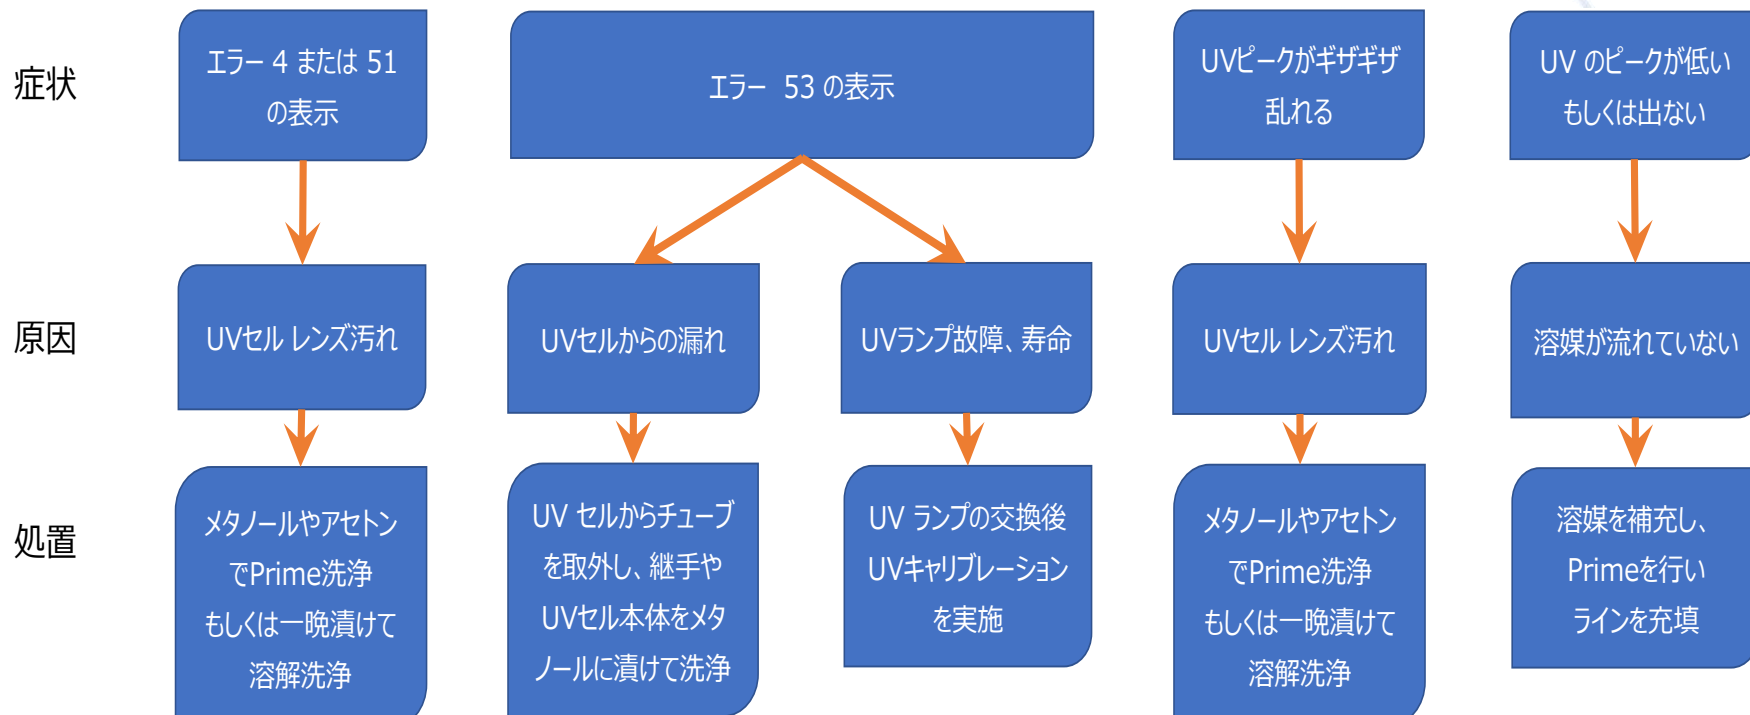 症状
エラー 4 または 51
の表示
エラー 53 の表示
UVピークがギザギザ
乱れる
UV のピークが低い
もしくは出ない
原因
UVセル レンズ汚れ
UVセルからの漏れ
UVランプ故障、寿命
UVセル レンズ汚れ
溶媒が流れていない
処置
メタノールやアセトン
でPrime洗浄
もしくは一晩漬けて
溶解洗浄
UV セルからチューブ
を取外し、継手や
UVセル本体をメタ
ノールに漬けて洗浄
UV ランプの交換後
UVキャリブレーション
を実施
メタノールやアセトン
でPrime洗浄
もしくは一晩漬けて
溶解洗浄
溶媒を補充し、
Primeを行い
ラインを充填